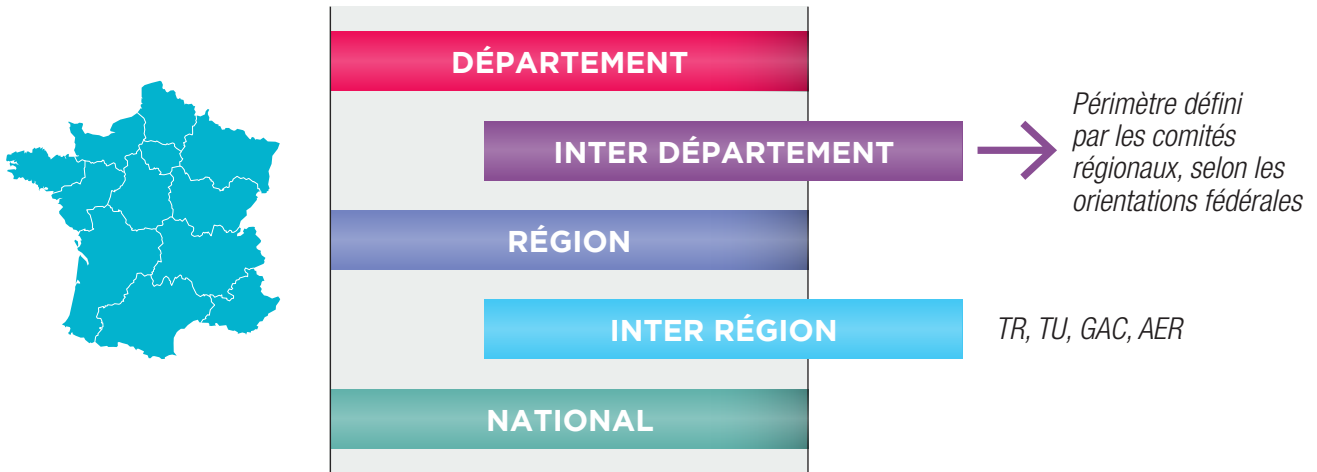 DÉPARTEMENT
INTER DÉPARTEMENT
Périmètre défini
par les comités
régionaux, selon les
orientations fédérales
RÉGION
INTER RÉGION
TR, TU, GAC, AER
NATIONAL